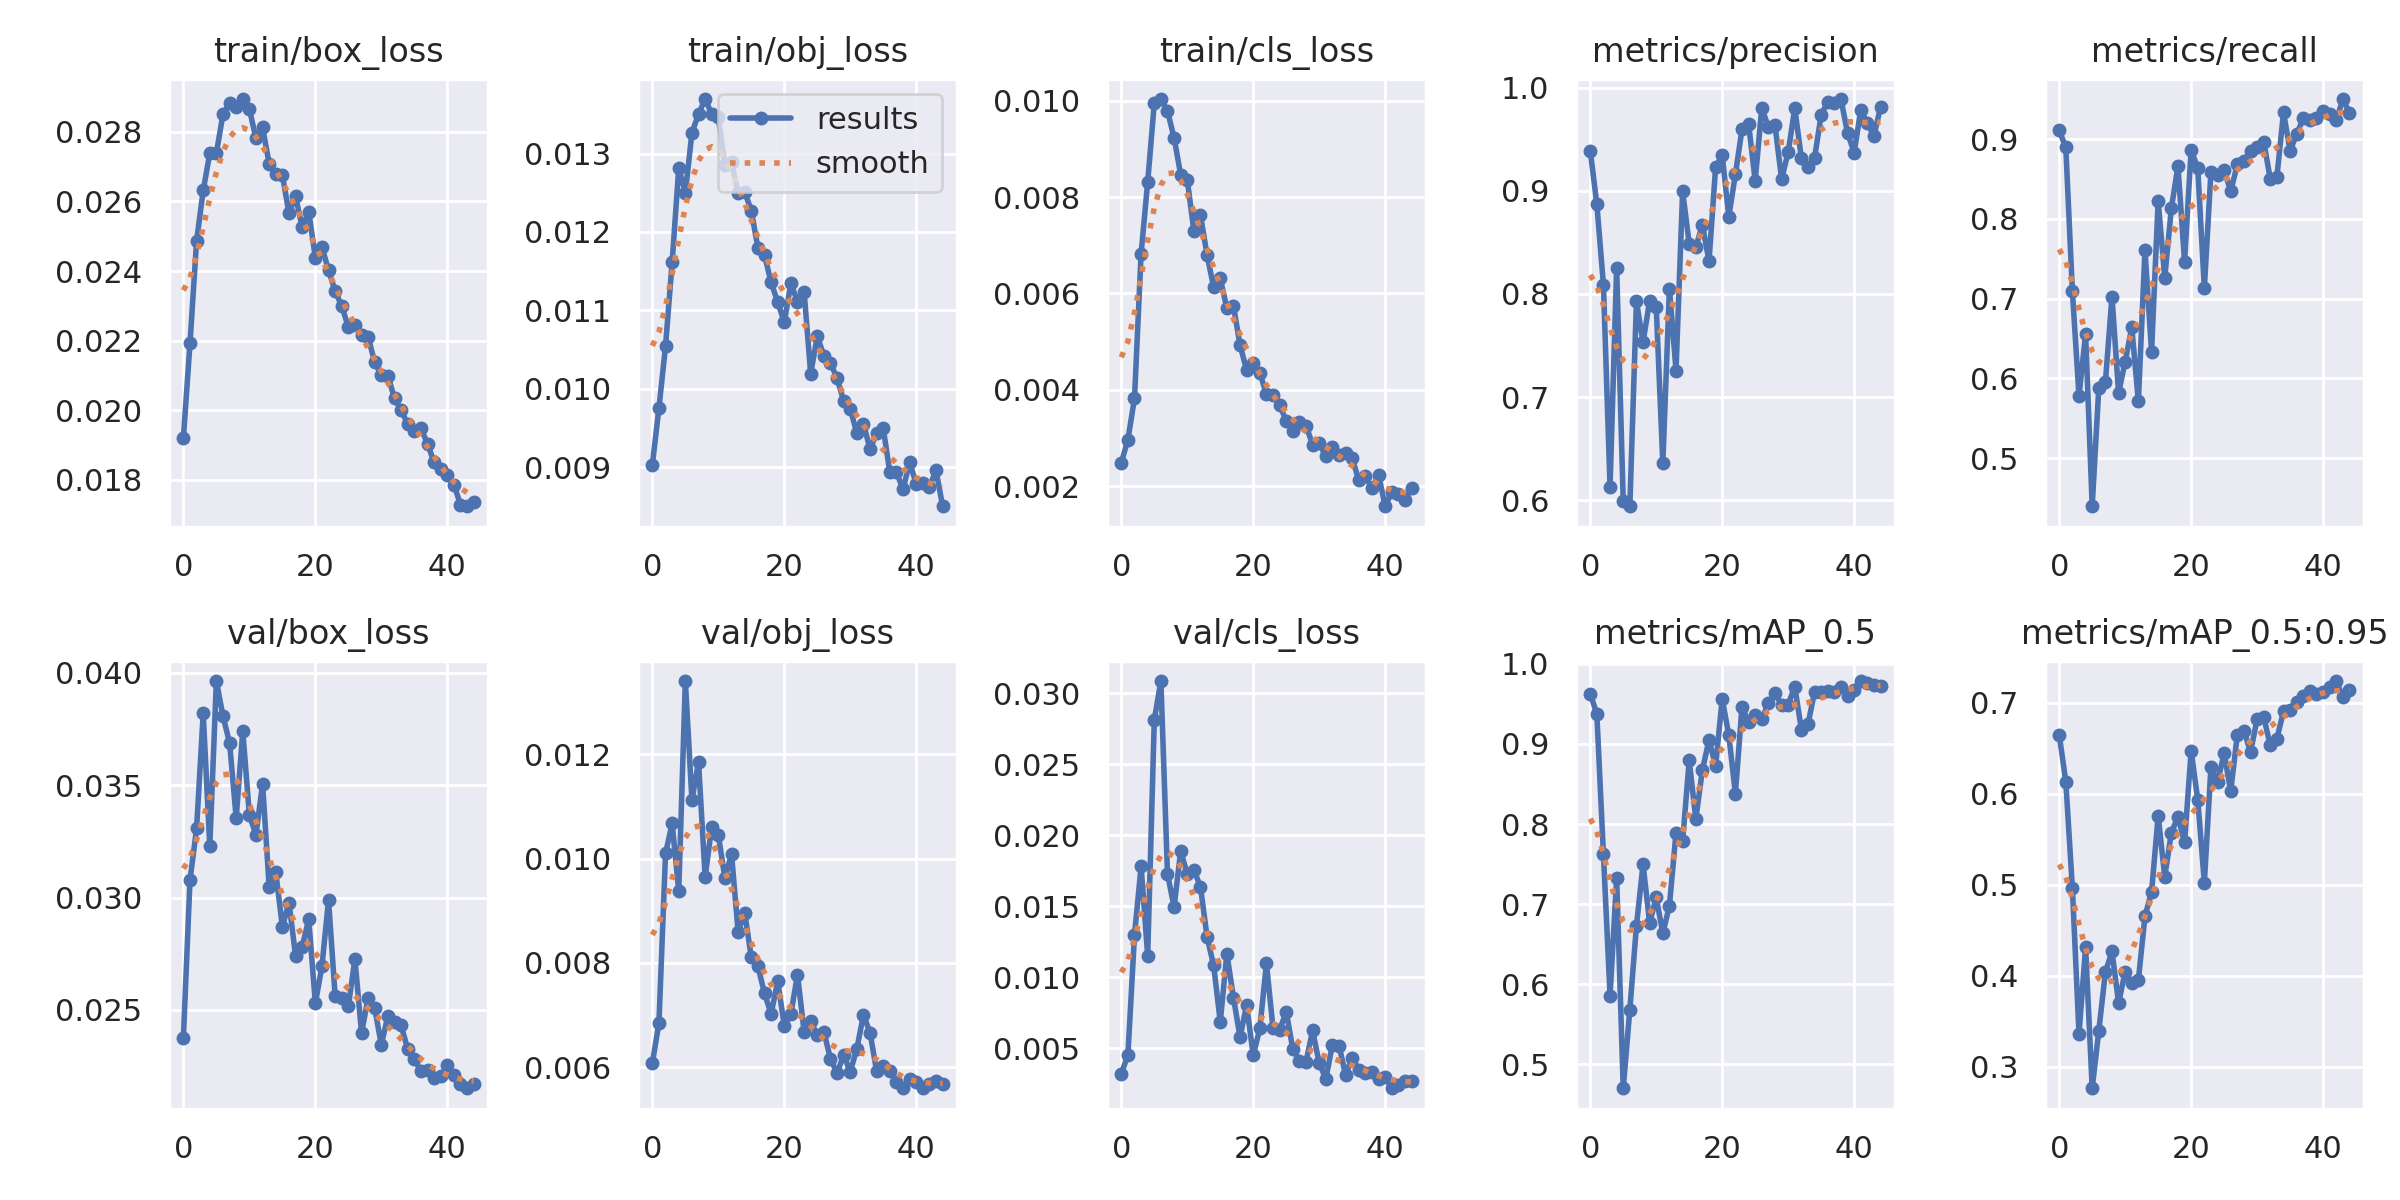 train/box_loss
0.028
0.026
0.024
0.022
0.020
0.018
0 20 40
train/obj_loss
results
smooth
0.013
0.012
0.011
0.010
0.009
0 20 40
train/cls_loss
0.010
0.008
0.006
0.004
0.002
0 20 40
metrics/precision
1.0
0.9
0.8
0.7
0.6
0 20 40
metrics/recall
0.9
0.8
0.7
0.6
0.5
0 20 40
val/box_loss
0.040
0.035
0.030
0.025
0 20 40
val/obj_loss
0.012
0.010
0.008
0.006
0 20 40
val/cls_loss
0.030
0.025
0.020
0.015
0.010
0.005
0 20 40
metrics/mAP_0.5
1.0
0.9
0.8
0.7
0.6
0.5
0 20 40
metrics/mAP_0.5:0.95
0.7
0.6
0.5
0.4
0.3
0 20 40